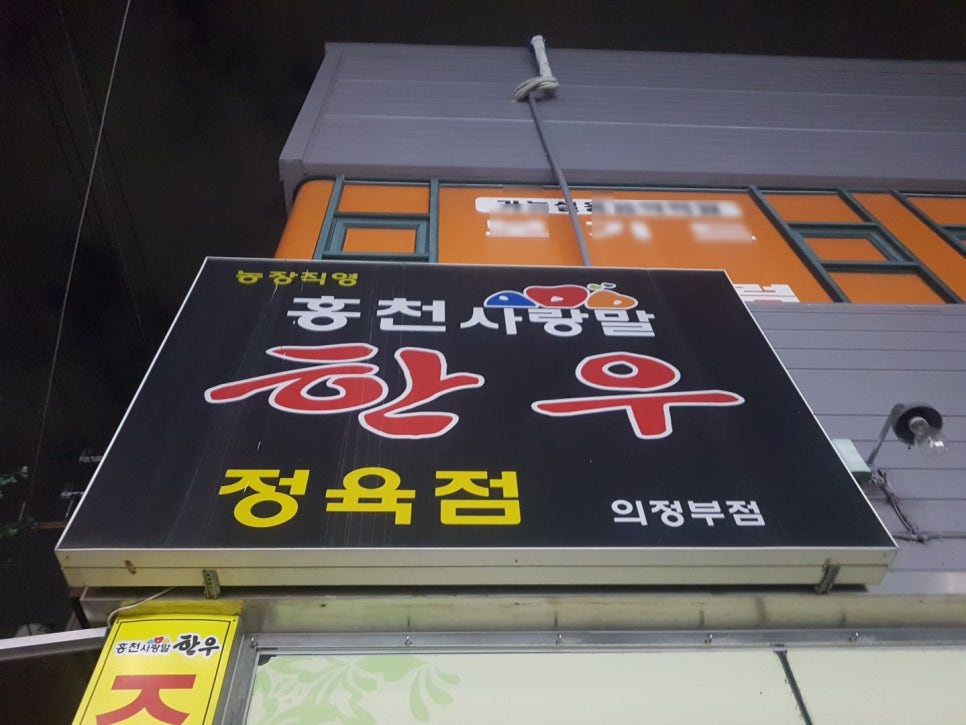 농장직영
홍천사랑말
한우
정육점
의정부점
홍천사랑말 한우